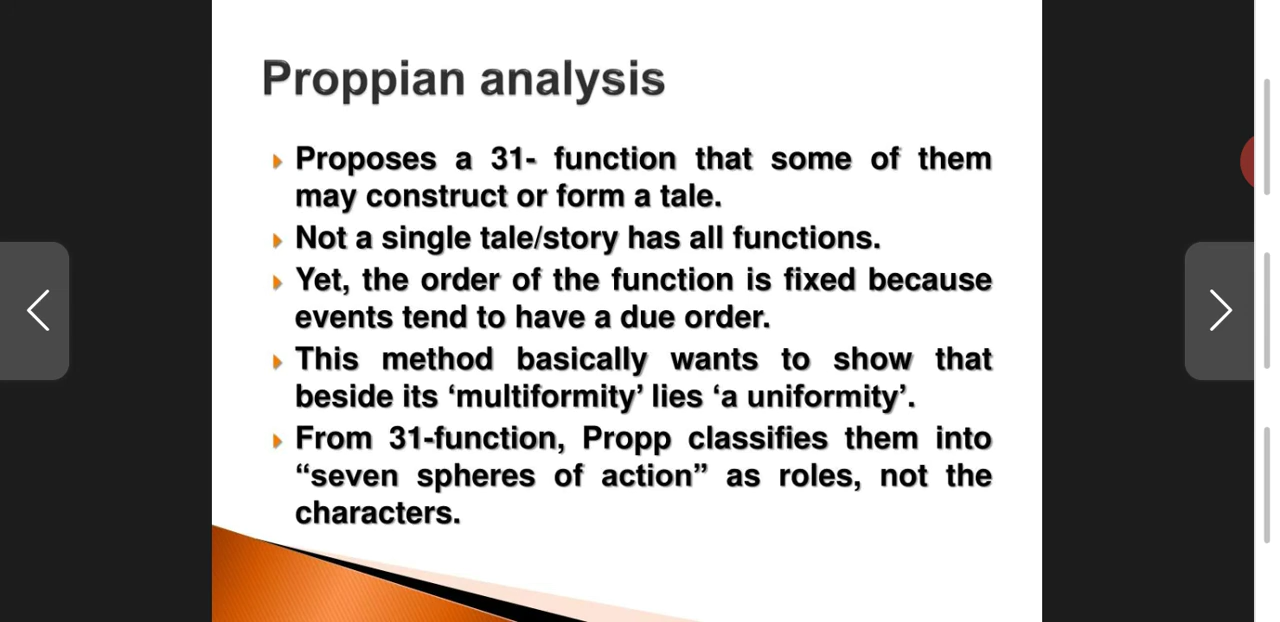 Proppian analysis
Proposes a 31- function that some of them
may construct or form a tale.
Not a single tale/story has all functions.
Yet, the order of the function is fixed because
events tend to have a due order.
This method basically wants to show that
beside its ‘multiformity’ lies ‘a uniformity’.
From 31-function, Propp classifies them into
“seven spheres of action” as roles, not the
characters.